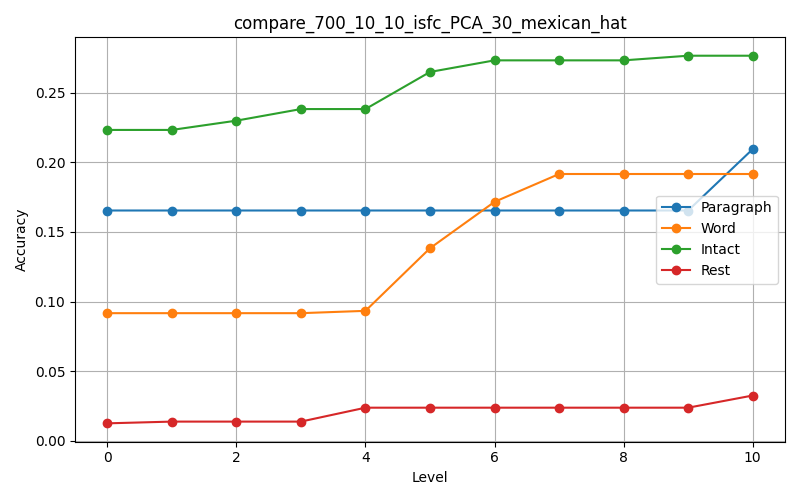 compare_700_10_10_isfc_PCA_30_mexican_hat
Accuracy
0.25
0.20
0.15
0.10
0.05
0.00
Paragraph
Word
Intact
Rest
0 2 4 6 8 10
Level